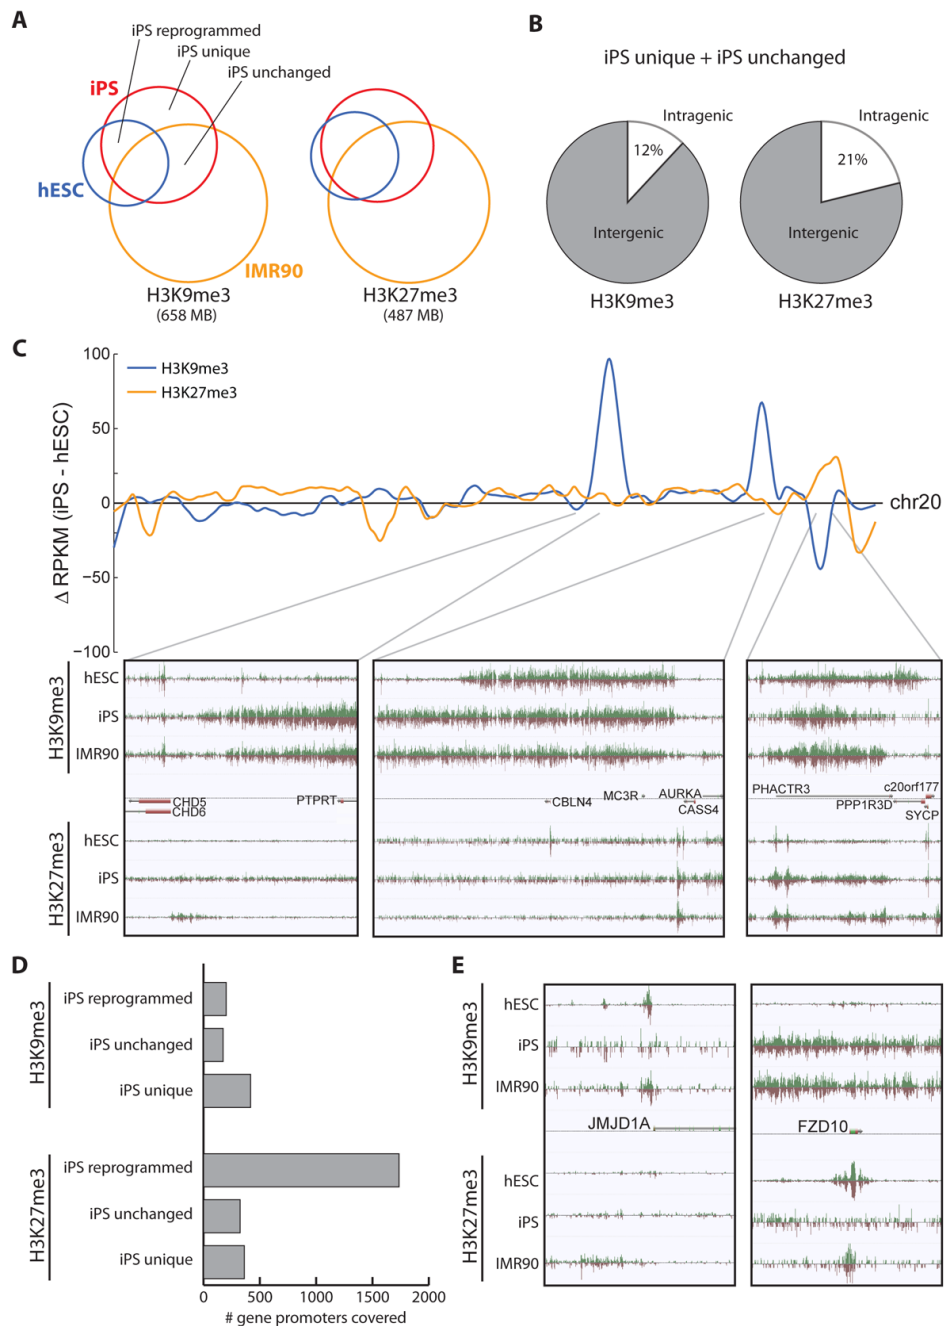 A
iPS reprogrammed
iPS unique
iPS unchanged
iPS
hESC
IMR90
H3K9me3
(658 MB)
H3K27me3
(487 MB)
B
iPS unique + iPS unchanged
Intragenic
12%
Intergenic
H3K9me3
Intragenic
21%
Intergenic
H3K27me3
C
Δ RPKM (iPS - hESC)
100
50
0
−50
−100
H3K9me3
H3K27me3
chr20
H3K9me3
hESC
iPS
IMR90
CHD5
CHD6
PTPRT
CBLN4
MC3R
AURKA
CASS4
PHACTR3
c20orf177
PPP1R3D
SYCP
H3K27me3
hESC
iPS
IMR90
D
H3K9me3
iPS reprogrammed
iPS unchanged
iPS unique
H3K27me3
iPS reprogrammed
iPS unchanged
iPS unique
0 500 1000 1500 2000
# gene promoters covered
E
H3K9me3
hESC
iPS
IMR90
JMJD1A
FZD10
H3K27me3
hESC
iPS
IMR90